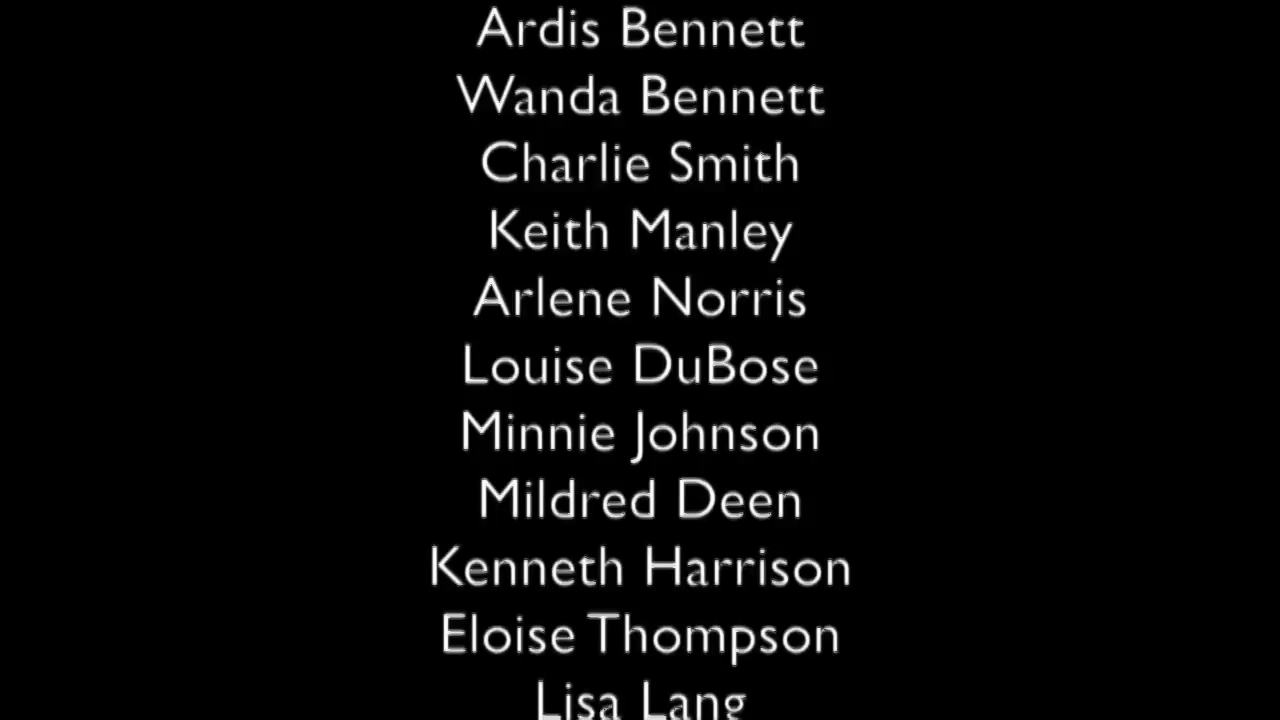 Ardis Bennett
Wanda Bennett
Charlie Smith
Keith Manley
Arlene Norris
Louise DuBose
Minnie Johnson
Mildred Deen
Kenneth Harrison
Eloise Thompson
Lisa Lang